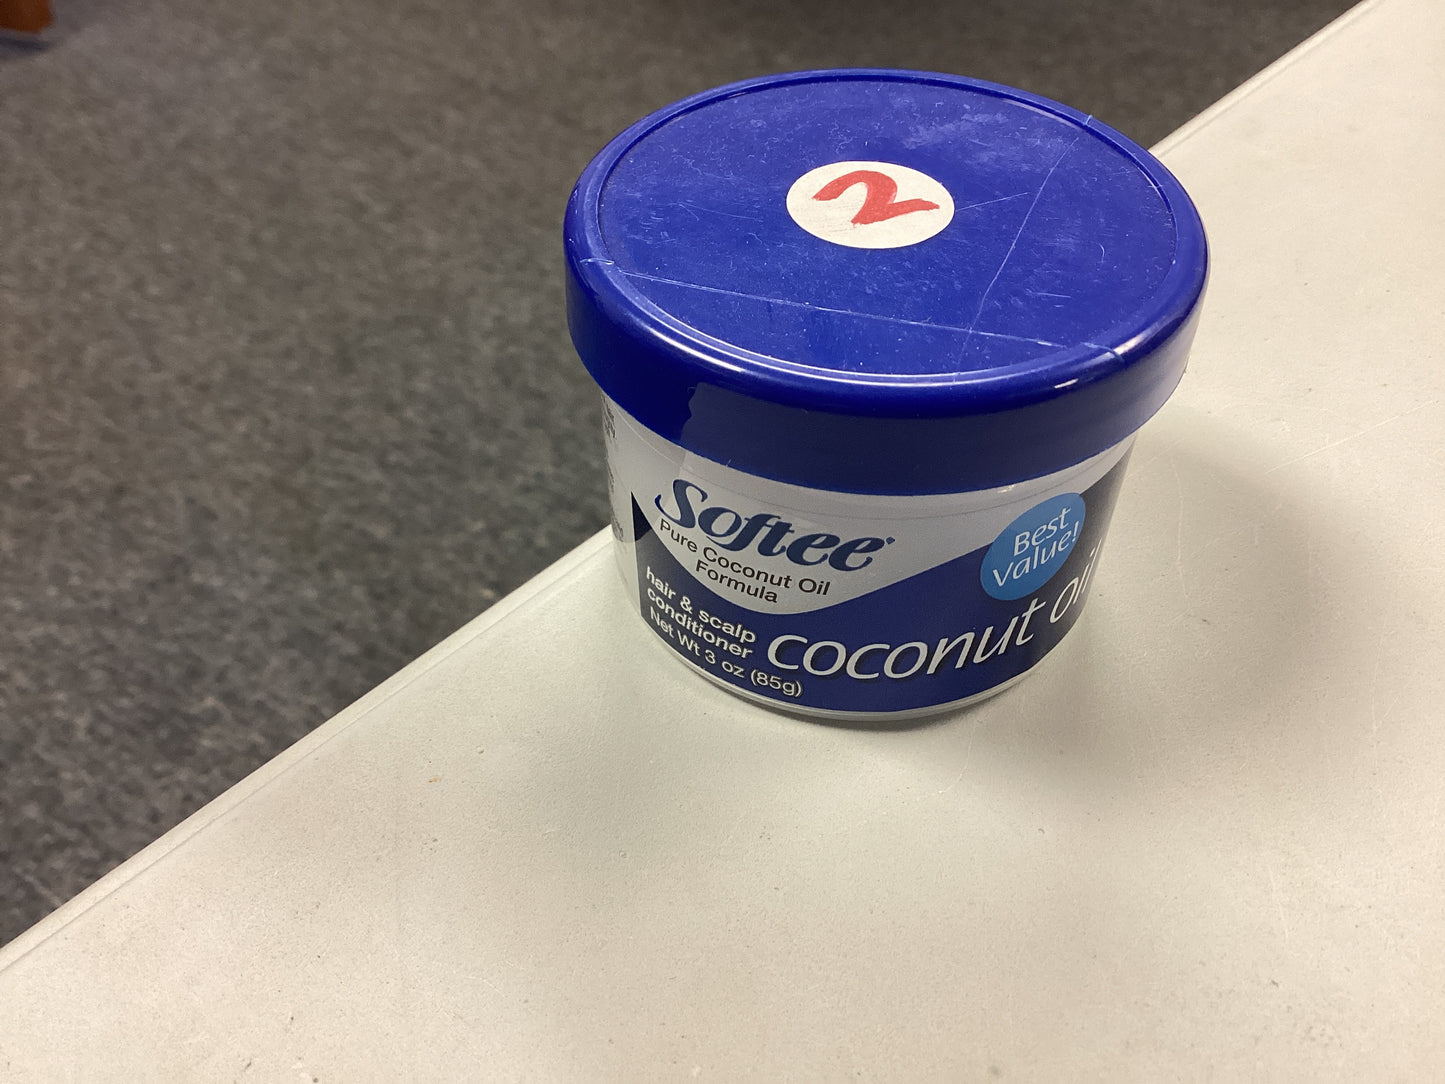 2
Softee
Pure Coconut Oil
Formula
Best
Value!
hair & scalp
conditioner
Net Wt 3 oz (85g)
coconut oil